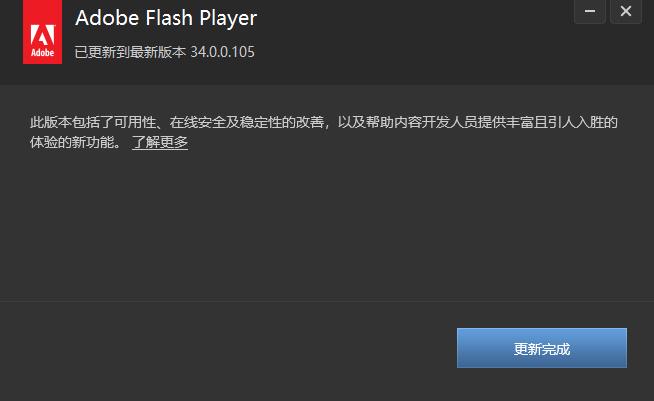 Adobe Flash Player
Adobe
已更新到最新版本 34.0.0.105
此版本包括了可用性、在线安全及稳定性的改善，以及帮助内容开发人员提供丰富且引人入胜的
体验的新功能。 了解更多
更新完成